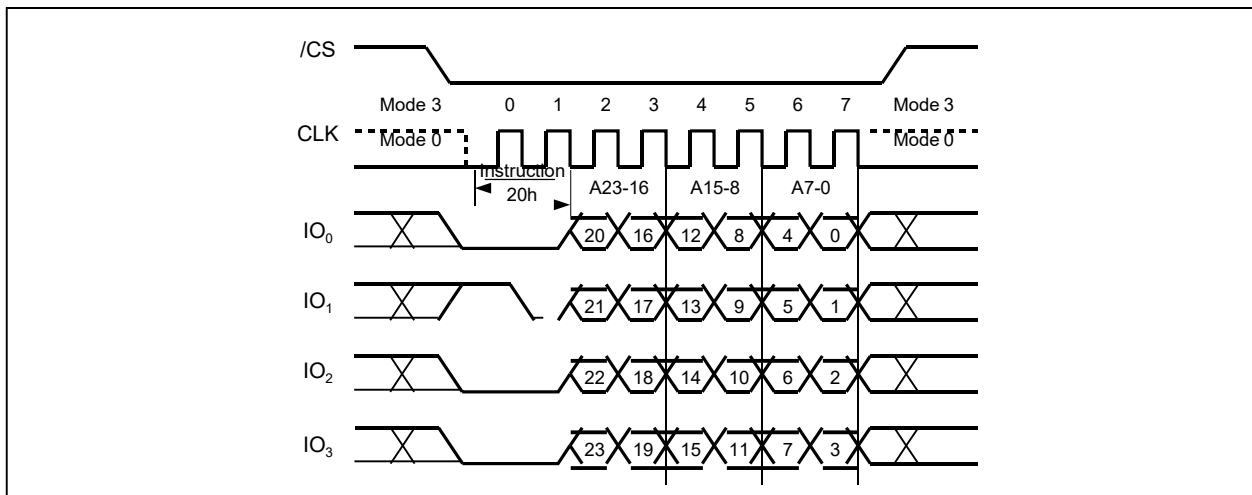 /CS
Mode 3 0 1 2 3 4 5 6 7 Mode 3
CLK
Mode 0 Mode 0
Instruction
20h
A23-16 A15-8 A7-0
IO0 20 16 12 8 4 0
IO1 21 17 13 9 5 1
IO2 22 18 14 10 6 2
IO3 23 19 15 11 7 3